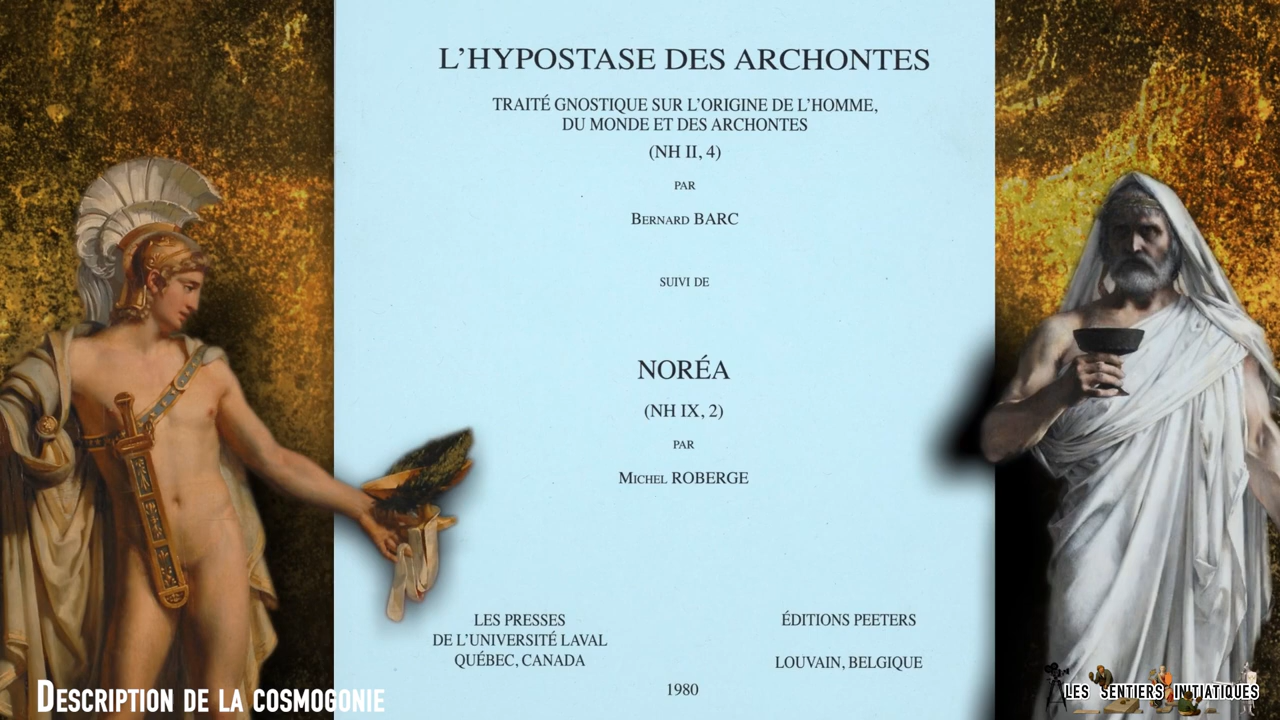 L'HYPOSTASE DES ARCHONTES
TRAITÉ GNOSTIQUE SUR L'ORIGINE DE L'HOMME,
DU MONDE ET DES ARCHONTES
(NH II, 4)
PAR
Bernard BARC
SUIVI DE
NORÉA
(NH IX, 2)
PAR
Michel ROBERGE
LES PRESSES
DE L'UNIVERSITÉ LAVAL
QUÉBEC, CANADA
ÉDITIONS PEETERS
LOUVAIN, BELGIQUE
1980
Description de la cosmogonie
LES SENTIERS INITIATIQUES